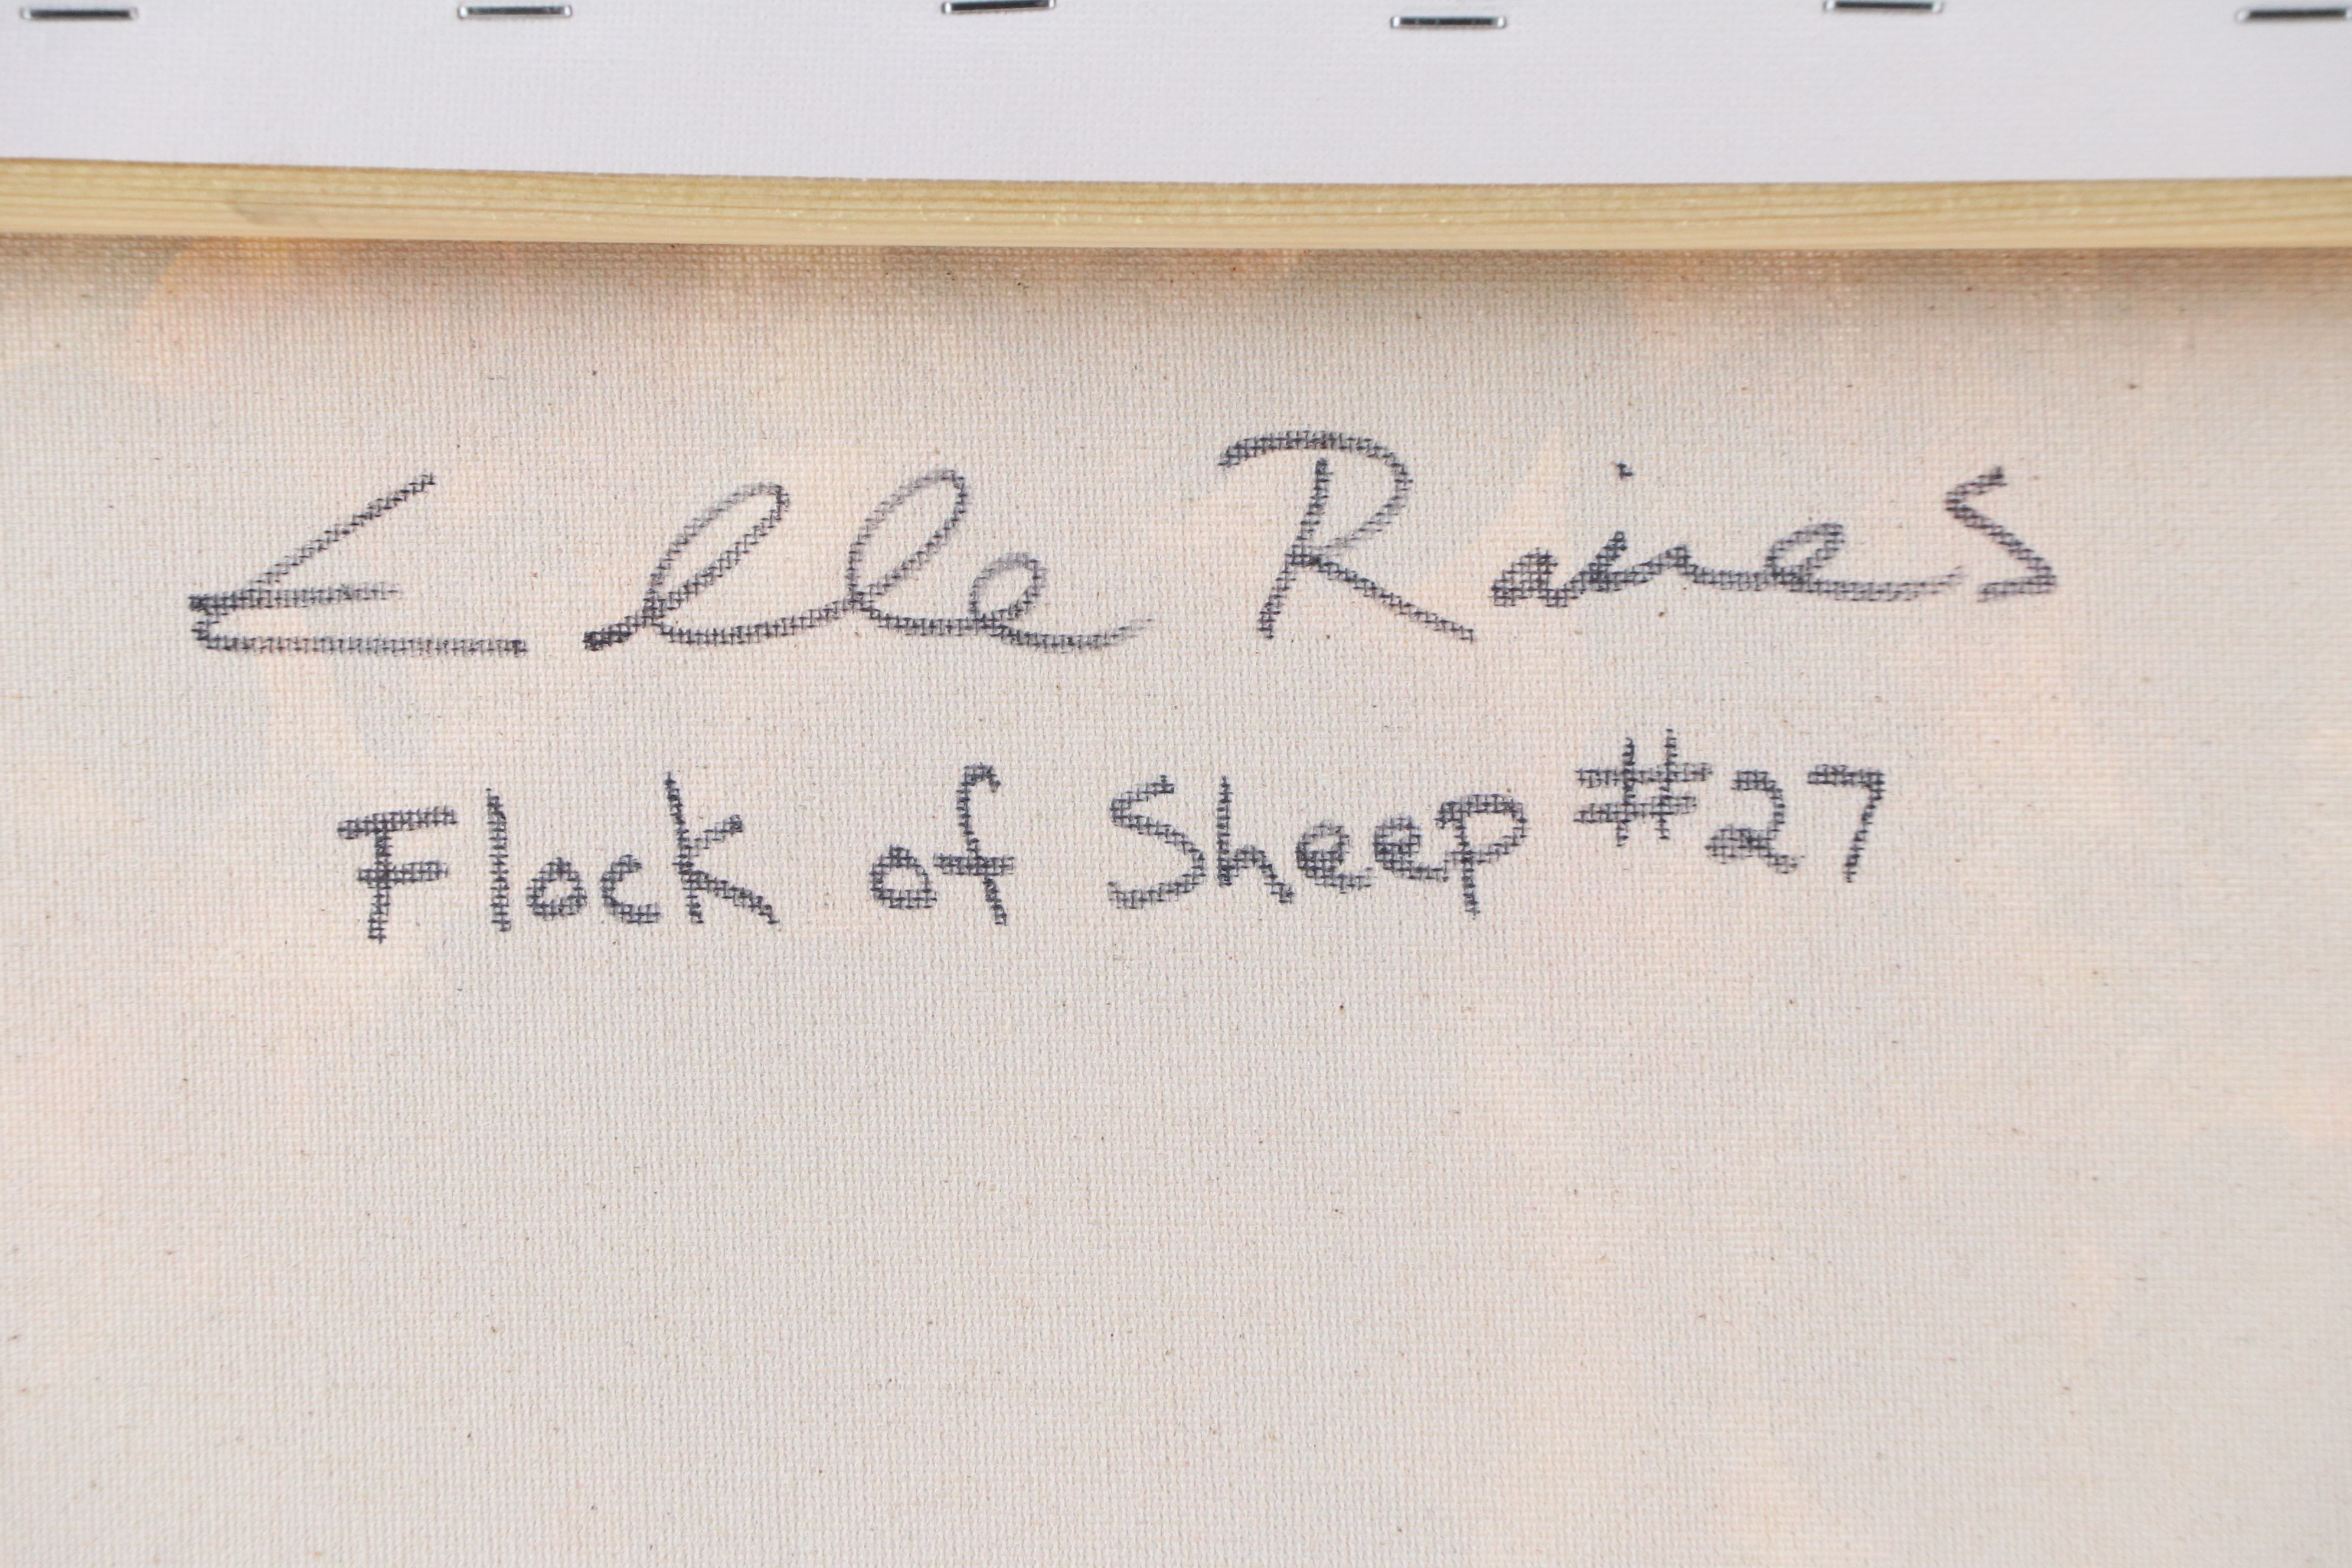 Elle Raines
Flock of Sheep #27